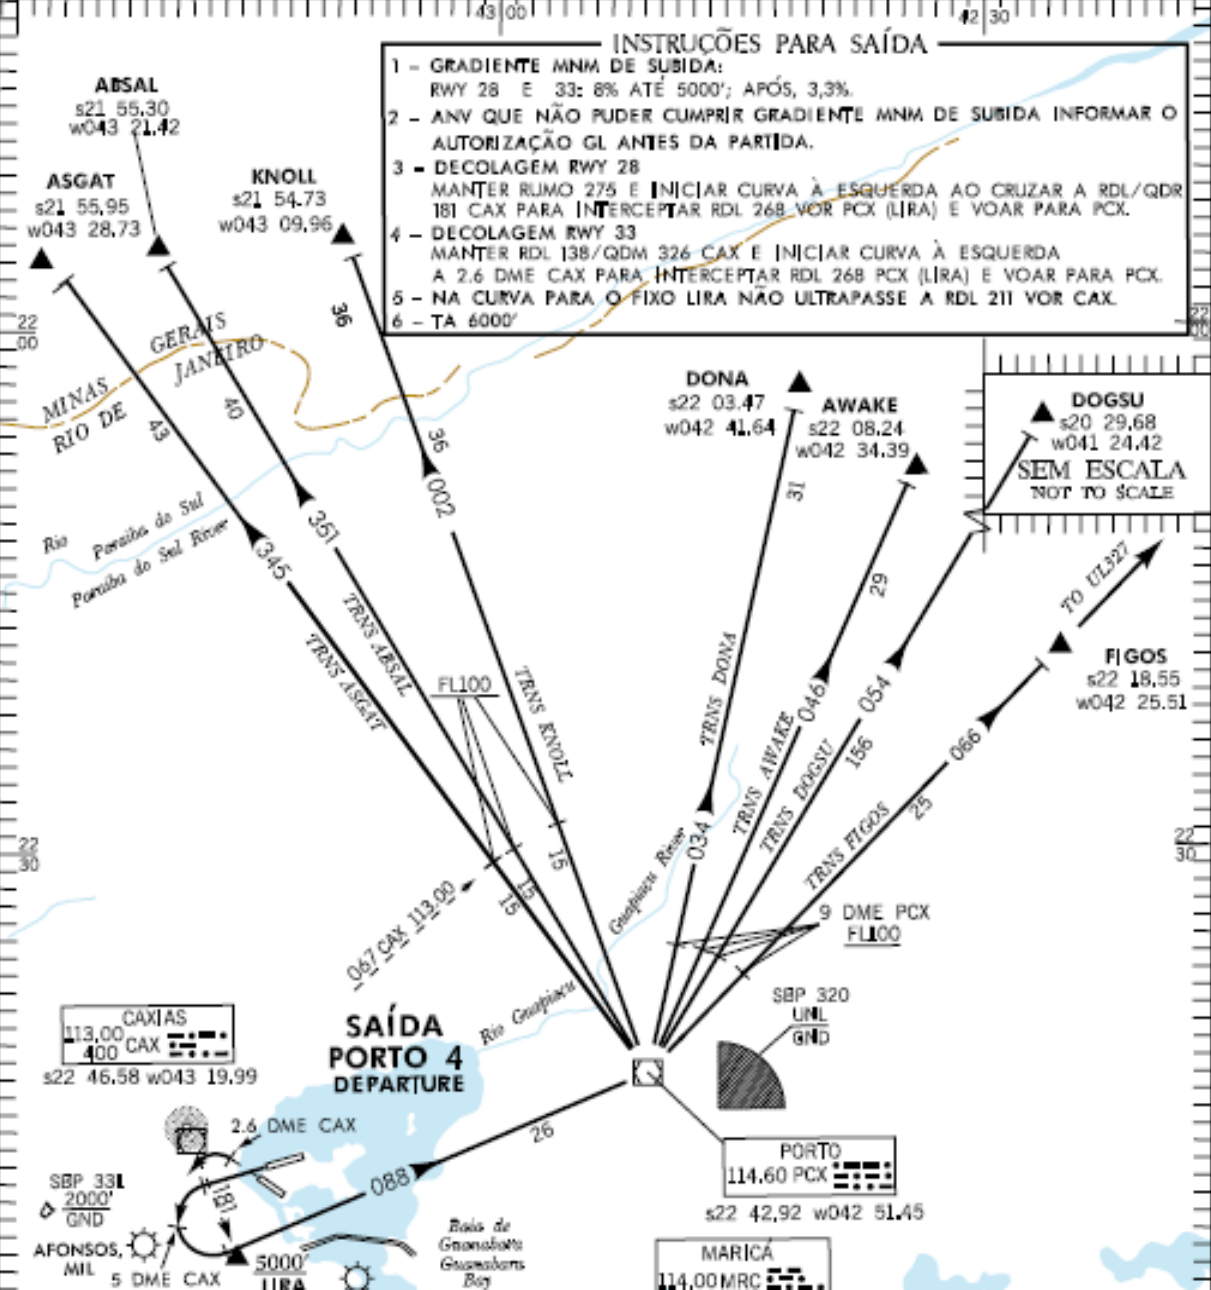 43 00
42 30
INSTRUÇÕES PARA SAÍDA
1 - GRADIENTE MNM DE SUBIDA:
RWY 28 E 33: 8% ATÉ 5000'; APÓS, 3,3%.
2 - ANV QUE NÃO PUDER CUMPRIR GRADIENTE MNM DE SUBIDA INFORMAR O
AUTORIZAÇÃO GL ANTES DA PARTIDA.
3 - DECOLAGEM RWY 28
MANTER RUMO 275 E INICIAR CURVA À ESQUERDA AO CRUZAR A RDL/QDR
181 CAX PARA INTERCEPTAR RDL 268 VOR PCX (LIRA) E VOAR PARA PCX.
4 - DECOLAGEM RWY 33
MANTER RDL 138/QDM 326 CAX E INICIAR CURVA À ESQUERDA
A 2.6 DME CAX PARA INTERCEPTAR RDL 268 PCX (LIRA) E VOAR PARA PCX.
5 - NA CURVA PARA O FIXO LIRA NÃO ULTRAPASSE A RDL 211 VOR CAX.
6 - TA 6000'
ABSAL
s21 55.30
w043 21.42
ASGAT
s21 55,95
w043 28.73
KNOLL
s21 54.73
w043 09.96
36
22
00
22
00
MINAS GERAIS
RIO DE JANEIRO
43
40
36
DONA
s22 03.47
w042 41.64
AWAKE
s22 08.24
w042 34.39
DOGSU
s20 29.68
w041 24.42
SEM ESCALA
NOT TO SCALE
31
29
002
351
345
Rio Paraiba do Sul
Paraiba do Sul River
TO UL327
FIGOS
s22 18.55
w042 25.51
TRNS ASGAT
TRNS ABSAL
TRNS KNOLL
TRNS DONA
TRNS AWAKE
TRNS DOGSU
TRNS FIGOS
FL100
046
054
066
156
25
034
22
30
22
30
15
15
15
067 CAX 113.00
Guapiacu River
Rio Guapiacu
9 DME PCX
FL100
SBP 320
UNL
GND
CAXIAS
113.00
400 CAX
s22 46.58 w043 19.99
SAÍDA
PORTO 4
DEPARTURE
2.6 DME CAX
26
088
181
SBP 331
2000'
GND
AFONSOS,
MIL
5 DME CAX
5000'
LIRA
Baia de
Guanabara
Guanabara
Bay
PORTO
114.60 PCX
s22 42,92 w042 51.45
MARICÁ
114,00 MRC